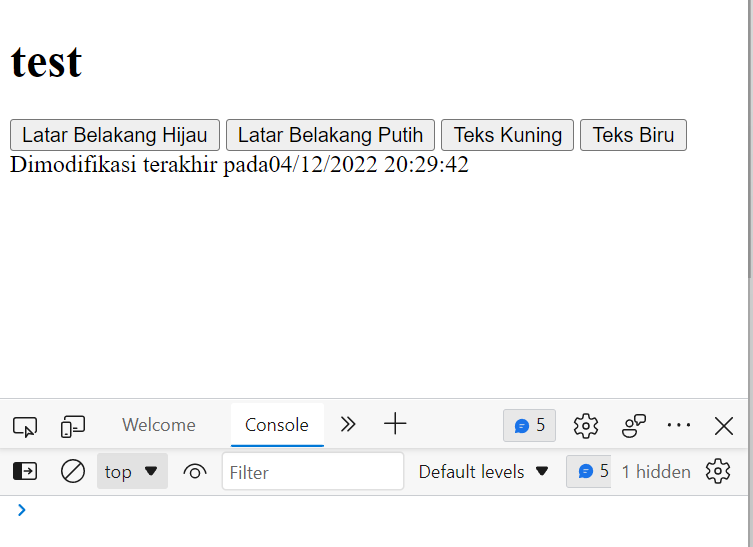 test
Latar Belakang Hijau Latar Belakang Putih Teks Kuning Teks Biru
Dimodifikasi terakhir pada04/12/2022 20:29:42
Welcome Console 5
top Filter Default levels 5 1 hidden